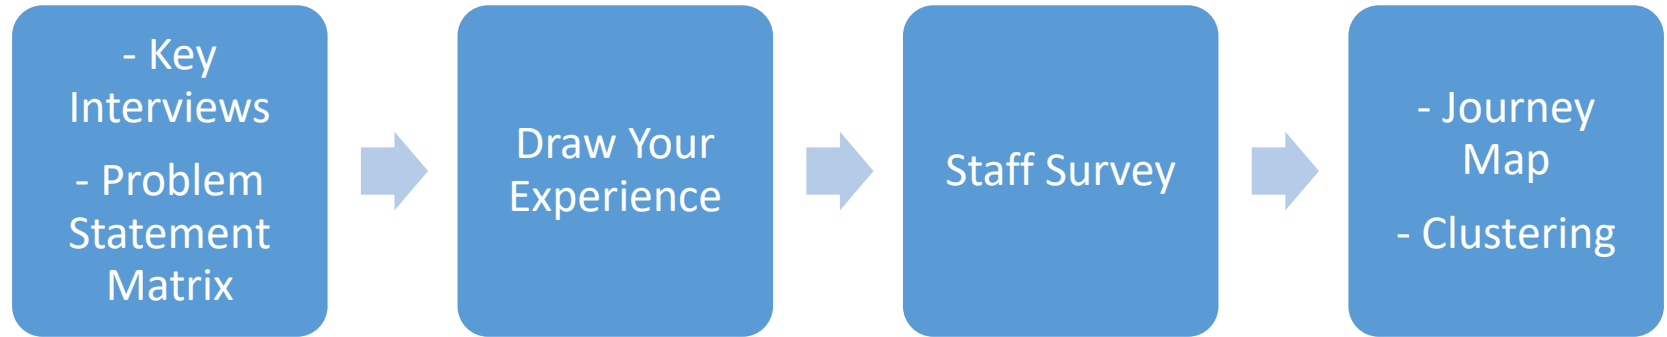 - Key
Interviews
- Problem
Statement
Matrix
Draw Your
Experience
Staff Survey
- Journey
Map
- Clustering